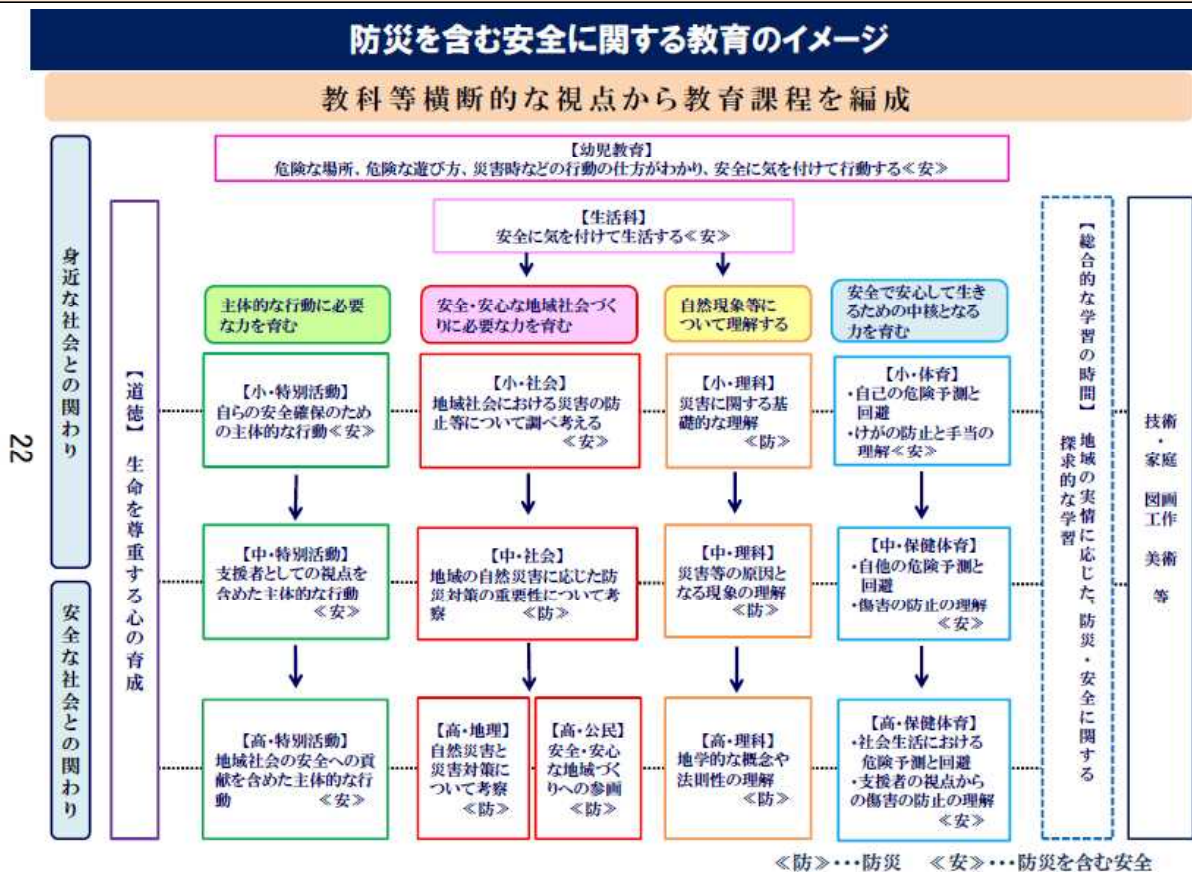 防災を含む安全に関する教育のイメージ
教科等横断的な視点から教育課程を編成
身近な社会との関わり
安全な社会との関わり
【道徳】 生命を尊重する心の育成
【幼児教育】
危険な場所、危険な遊び方、災害時などの行動の仕方がわかり、安全に気を付けて行動する≪安≫
【生活科】
安全に気を付けて生活する≪安≫
主体的な行動に必要
な力を育む
安全・安心な地域社会づく
りに必要な力を育む
自然現象等に
ついて理解する
安全で安心して生き
るための中核となる
力を育む
【小・特別活動】
自らの安全確保のため
の主体的な行動≪安≫
【小・社会】
地域社会における災害の防
止等について調べ考える
≪安≫
【小・理科】
災害に関する基
礎的な理解
≪防≫
【小・体育】
・自己の危険予測と
回避
・けがの防止と手当の
理解≪安≫
【中・特別活動】
支援者としての視点を
含めた主体的な行動
≪安≫
【中・社会】
地域の自然災害に応じた防
災対策の重要性について考
察 ≪防≫
【中・理科】
災害等の原因と
なる現象の理解
≪防≫
【中・保健体育】
・自他の危険予測と
回避
・傷害の防止の理解
≪安≫
【高・特別活動】
地域社会の安全への貢
献を含めた主体的な行
動 ≪安≫
【高・地理】
自然災害と
災害対策に
ついて考察
≪防≫
【高・公民】
安全・安心
な地域づく
りへの参画
≪防≫
【高・理科】
地学的な概念や
法則性の理解
≪防≫
【高・保健体育】
・社会生活における
危険予測と回避
・支援者の視点から
の傷害の防止の理解
≪安≫
【総合的な学習の時間】 地域の実情に応じた、防災・安全に関する
探求的な学習
技術
・
家庭
図画
工作
美術
等
≪防≫・・・防災 ≪安≫・・・防災を含む安全
22